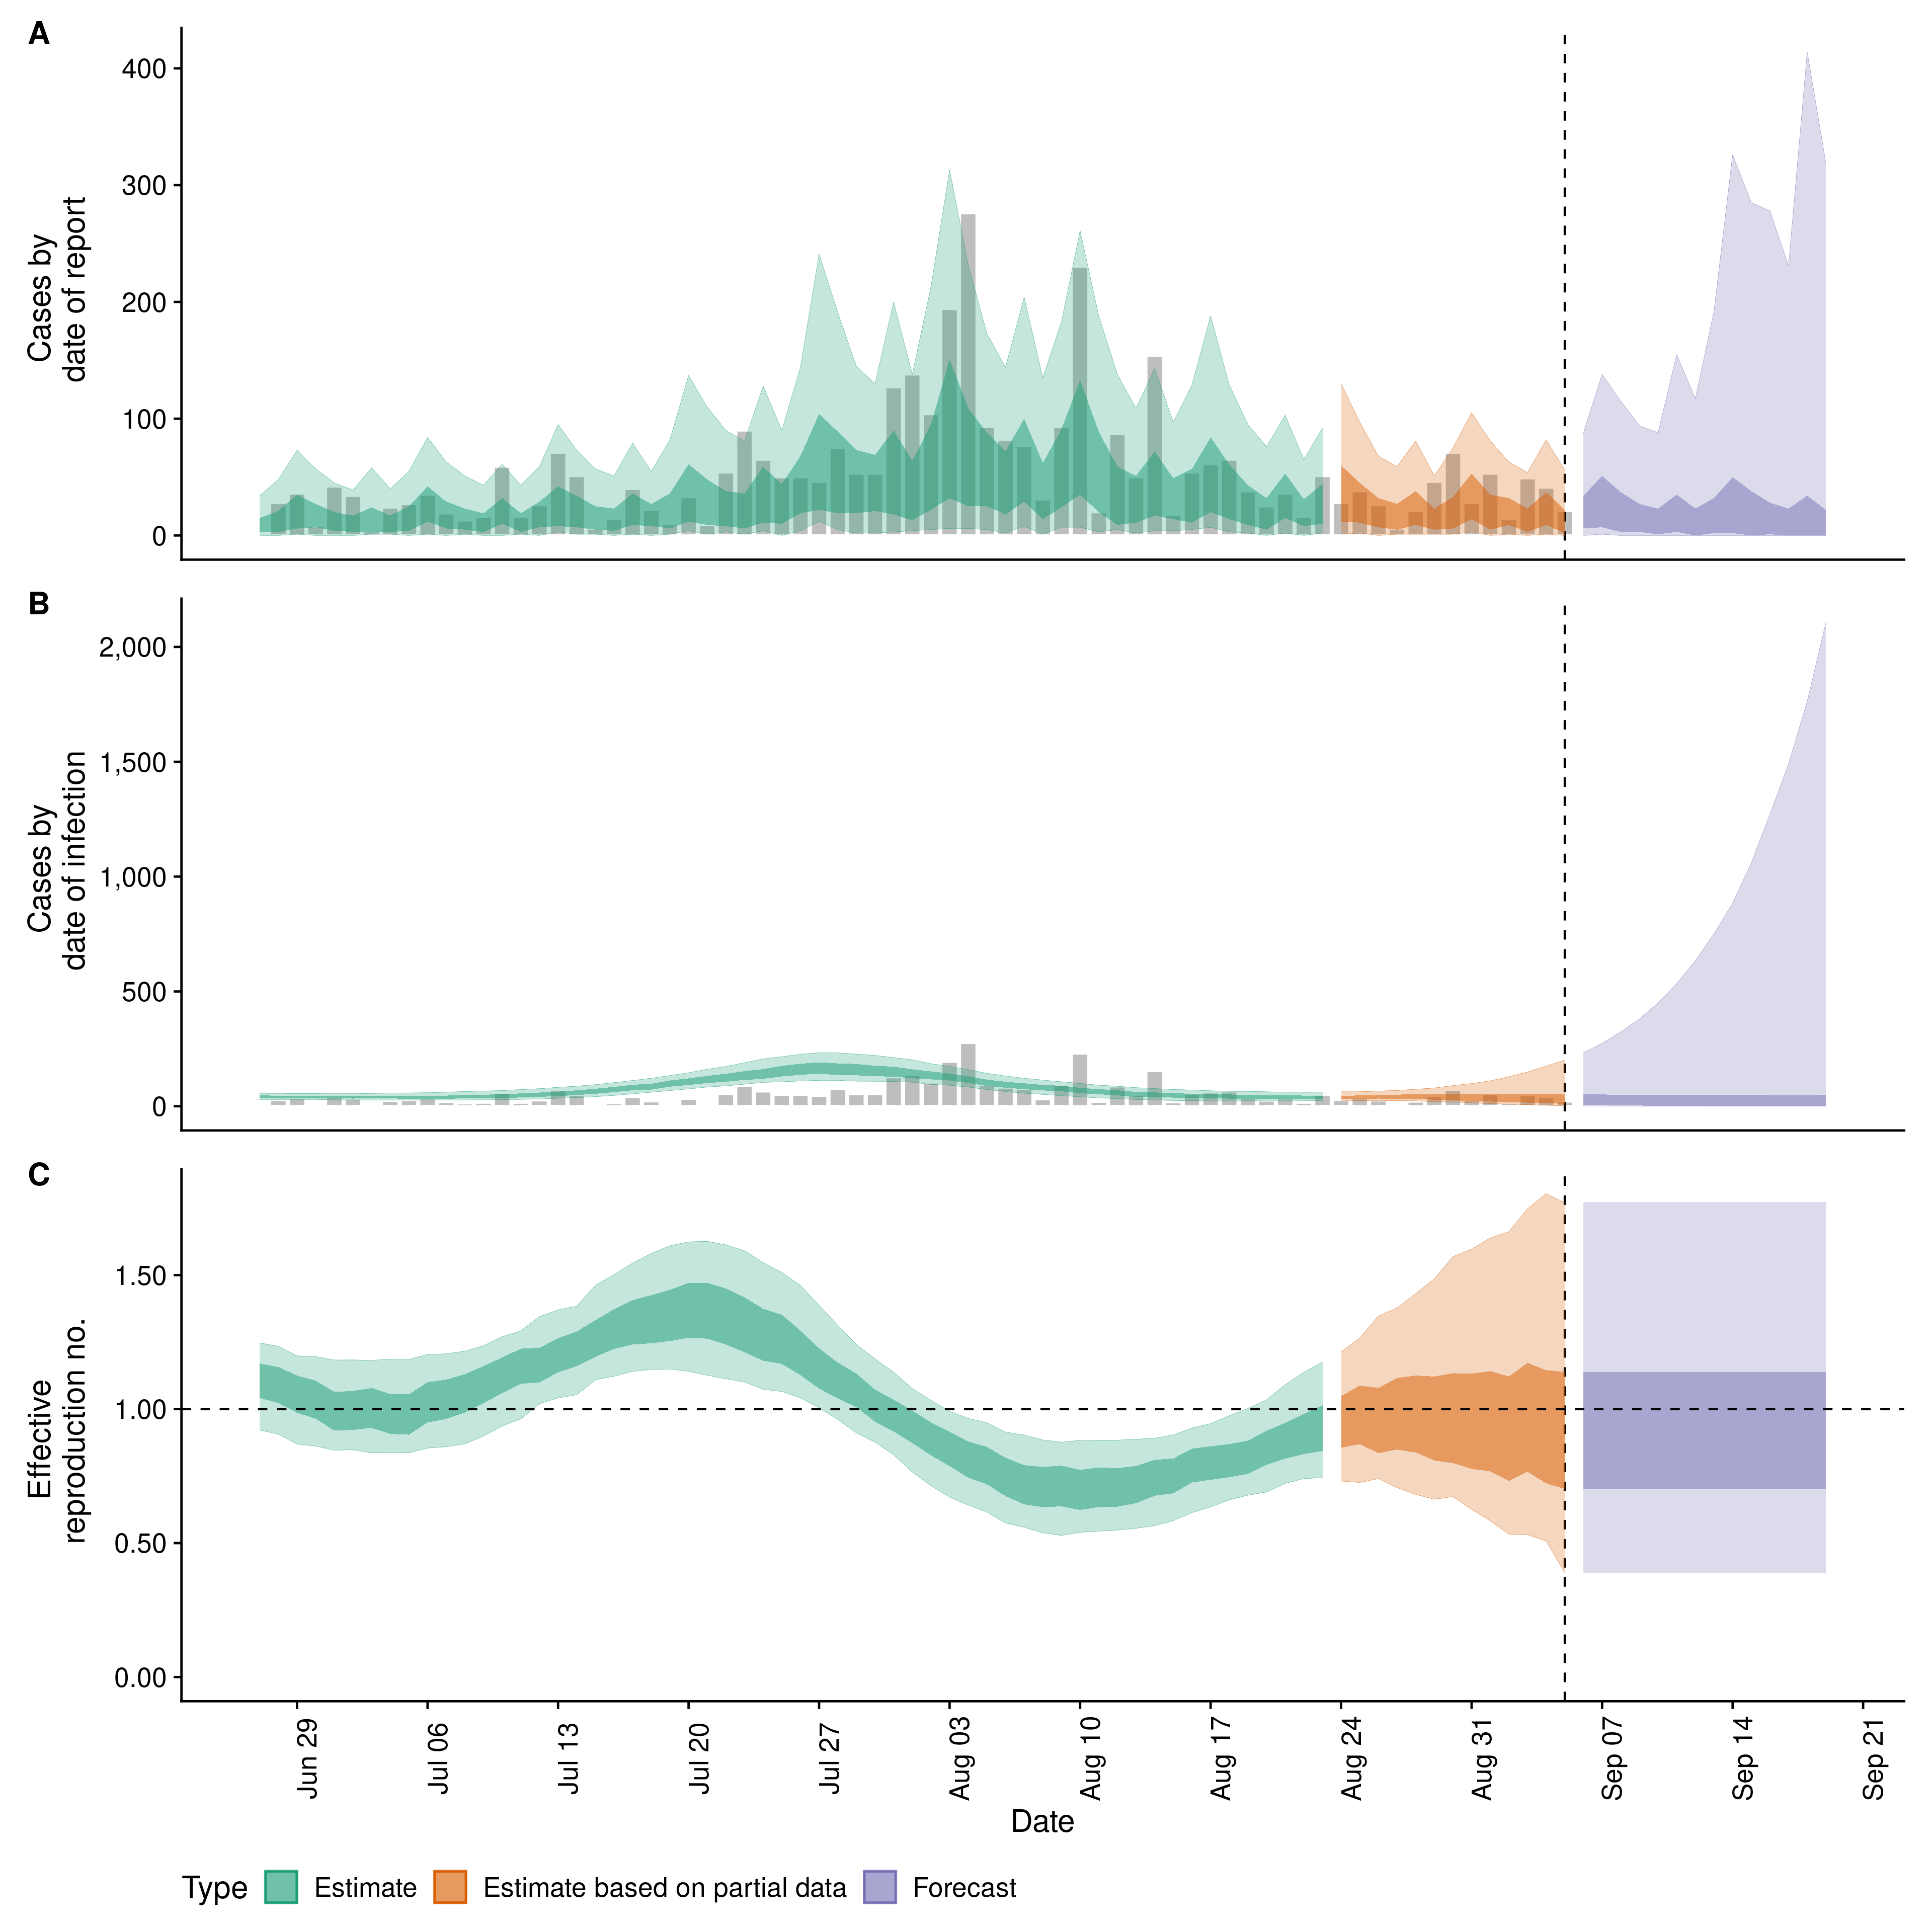 A
400
300
200
100
0
Cases by
date of report
B
2,000
1,500
1,000
500
0
Cases by
date of infection
C
1.50
1.00
0.50
0.00
Effective
reproduction no.
Jun 29
Jul 06
Jul 13
Jul 20
Jul 27
Aug 03
Aug 10
Aug 17
Aug 24
Aug 31
Sep 07
Sep 14
Sep 21
Date
Type Estimate Estimate based on partial data Forecast